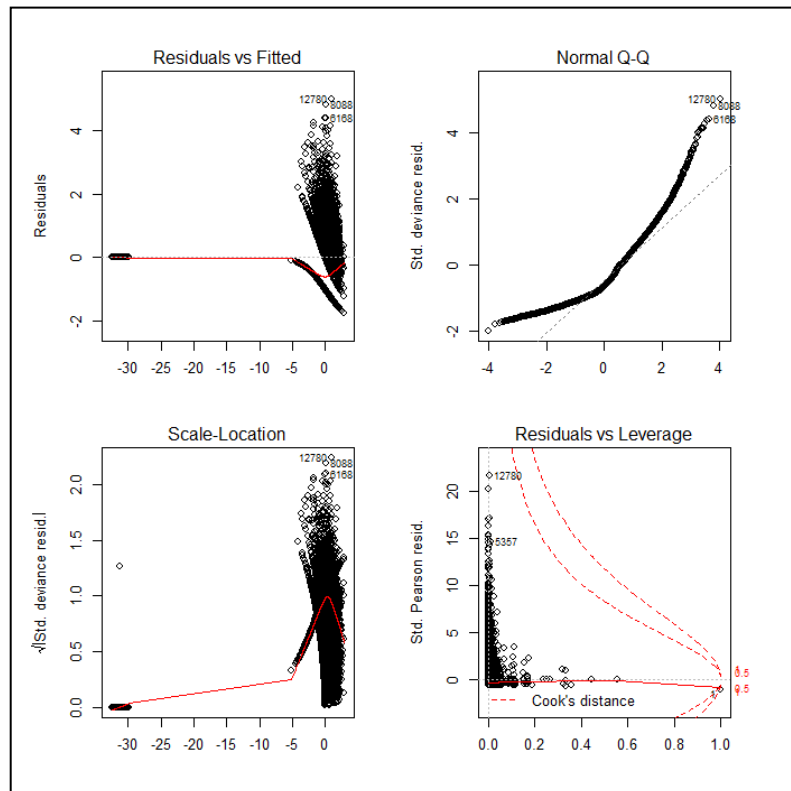 Residuals vs Fitted
Residuals
4
2
0
-2
-30 -25 -20 -15 -10 -5 0
12780
8088
6168
Normal Q-Q
Std. deviance resid.
4
2
0
-2
-4 -2 0 2 4
12780
8088
6168
Scale-Location
√|Std. deviance resid.|
2.0
1.5
1.0
0.5
0.0
-30 -25 -20 -15 -10 -5 0
12780
8088
6168
Residuals vs Leverage
Std. Pearson resid.
20
15
10
5
0
0.0 0.2 0.4 0.6 0.8 1.0
12780
5357
1
0.5
0.5
1
Cook's distance